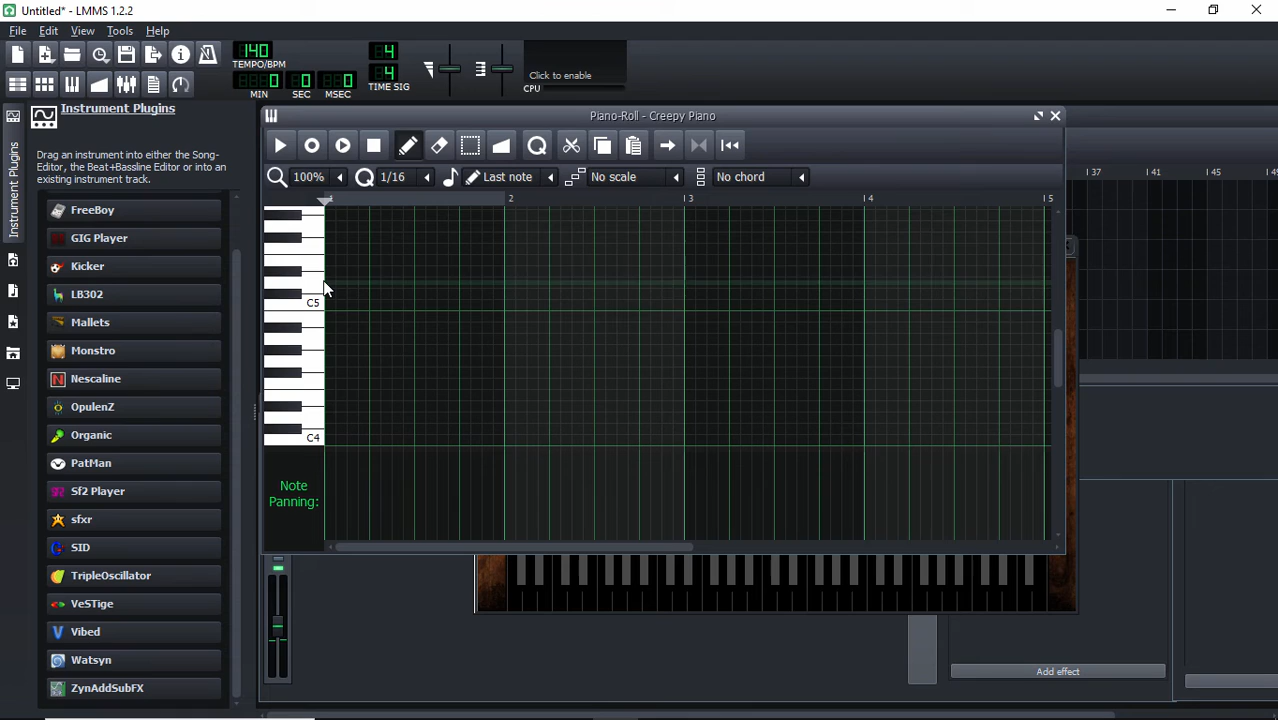 Untitled* - LMMS 1.2.2
File Edit View Tools Help
140
TEMPO/BPM
0 0 0
MIN SEC MSEC
4
4
TIME SIG
Click to enable
CPU
Instrument Plugins
Instrument Plugins
Drag an instrument into either the Song-
Editor, the Beat+Bassline Editor or into an
existing instrument track.
FreeBoy
GIG Player
Kicker
LB302
Mallets
Monstro
Nescaline
OpulenZ
Organic
PatMan
Sf2 Player
sfxr
SID
TripleOscillator
VeSTige
Vibed
Watsyn
ZynAddSubFX
Piano-Roll - Creepy Piano
100% 1/16 Last note No scale No chord
2 3 4 5
C5
C4
Note
Panning:
37 41 45
Add effect